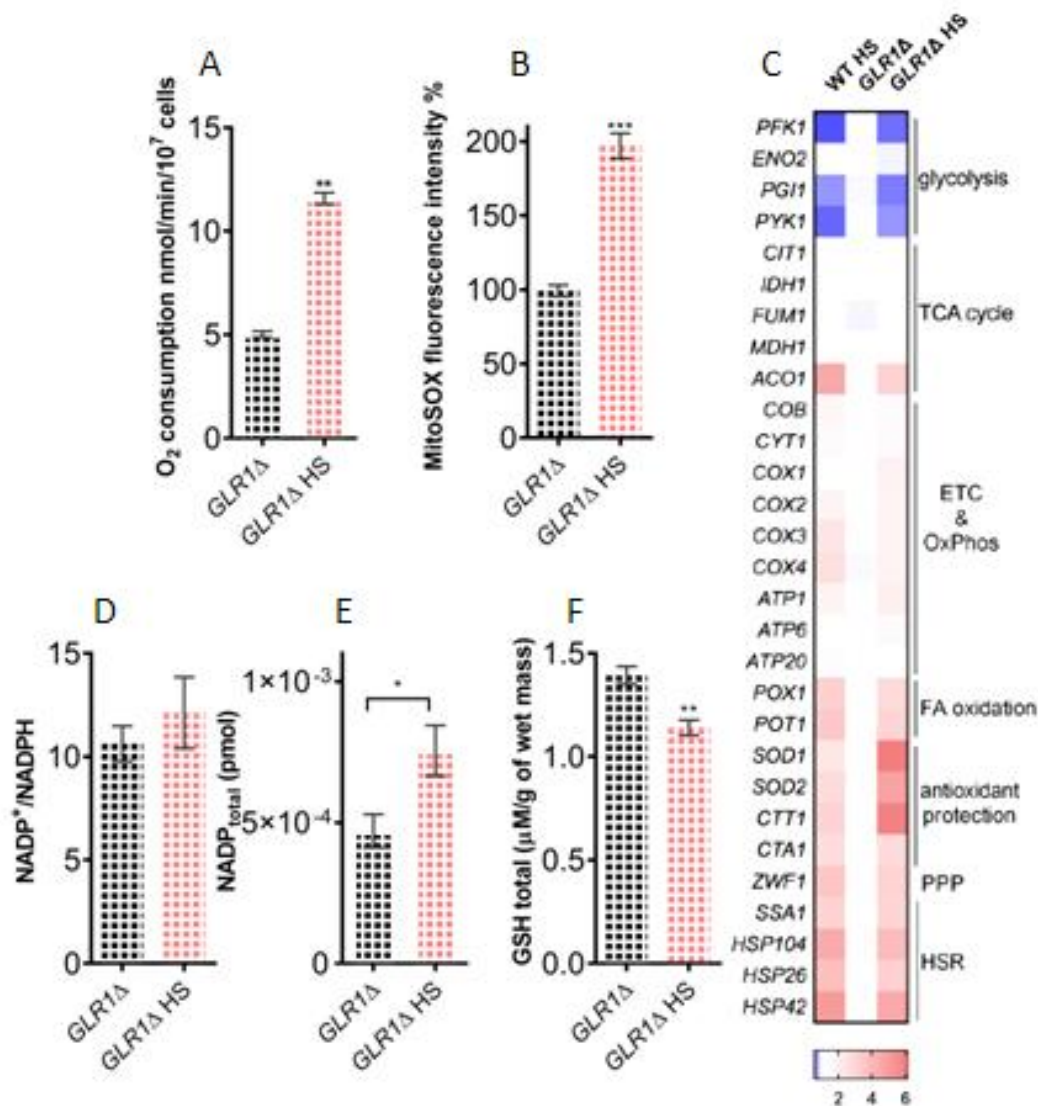 A
O₂ consumption nmol/min/10⁷ cells
15
10
5
0
**
GLR1Δ
GLR1Δ HS
B
MitoSOX fluorescence intensity %
200
150
100
50
0
***
GLR1Δ
GLR1Δ HS
C
WT HS
GLR1Δ
GLR1Δ HS
PFK1
ENO2
PGI1
PYK1
glycolysis
CIT1
IDH1
FUM1
MDH1
ACO1
TCA cycle
COB
CYT1
COX1
COX2
COX3
COX4
ATP1
ATP6
ATP20
ETC
&
OxPhos
POX1
POT1
FA oxidation
SOD1
SOD2
CTT1
CTA1
antioxidant
protection
ZWF1
PPP
SSA1
HSP104
HSP26
HSP42
HSR
2
4
6
D
NADP⁺/NADPH
15
10
5
0
GLR1Δ
GLR1Δ HS
E
NADPtotal (pmol)
1×10⁻³
5×10⁻⁴
0
*
GLR1Δ
GLR1Δ HS
F
GSH total (µM/g of wet mass)
1.5
1.0
0.5
0.0
**
GLR1Δ
GLR1Δ HS